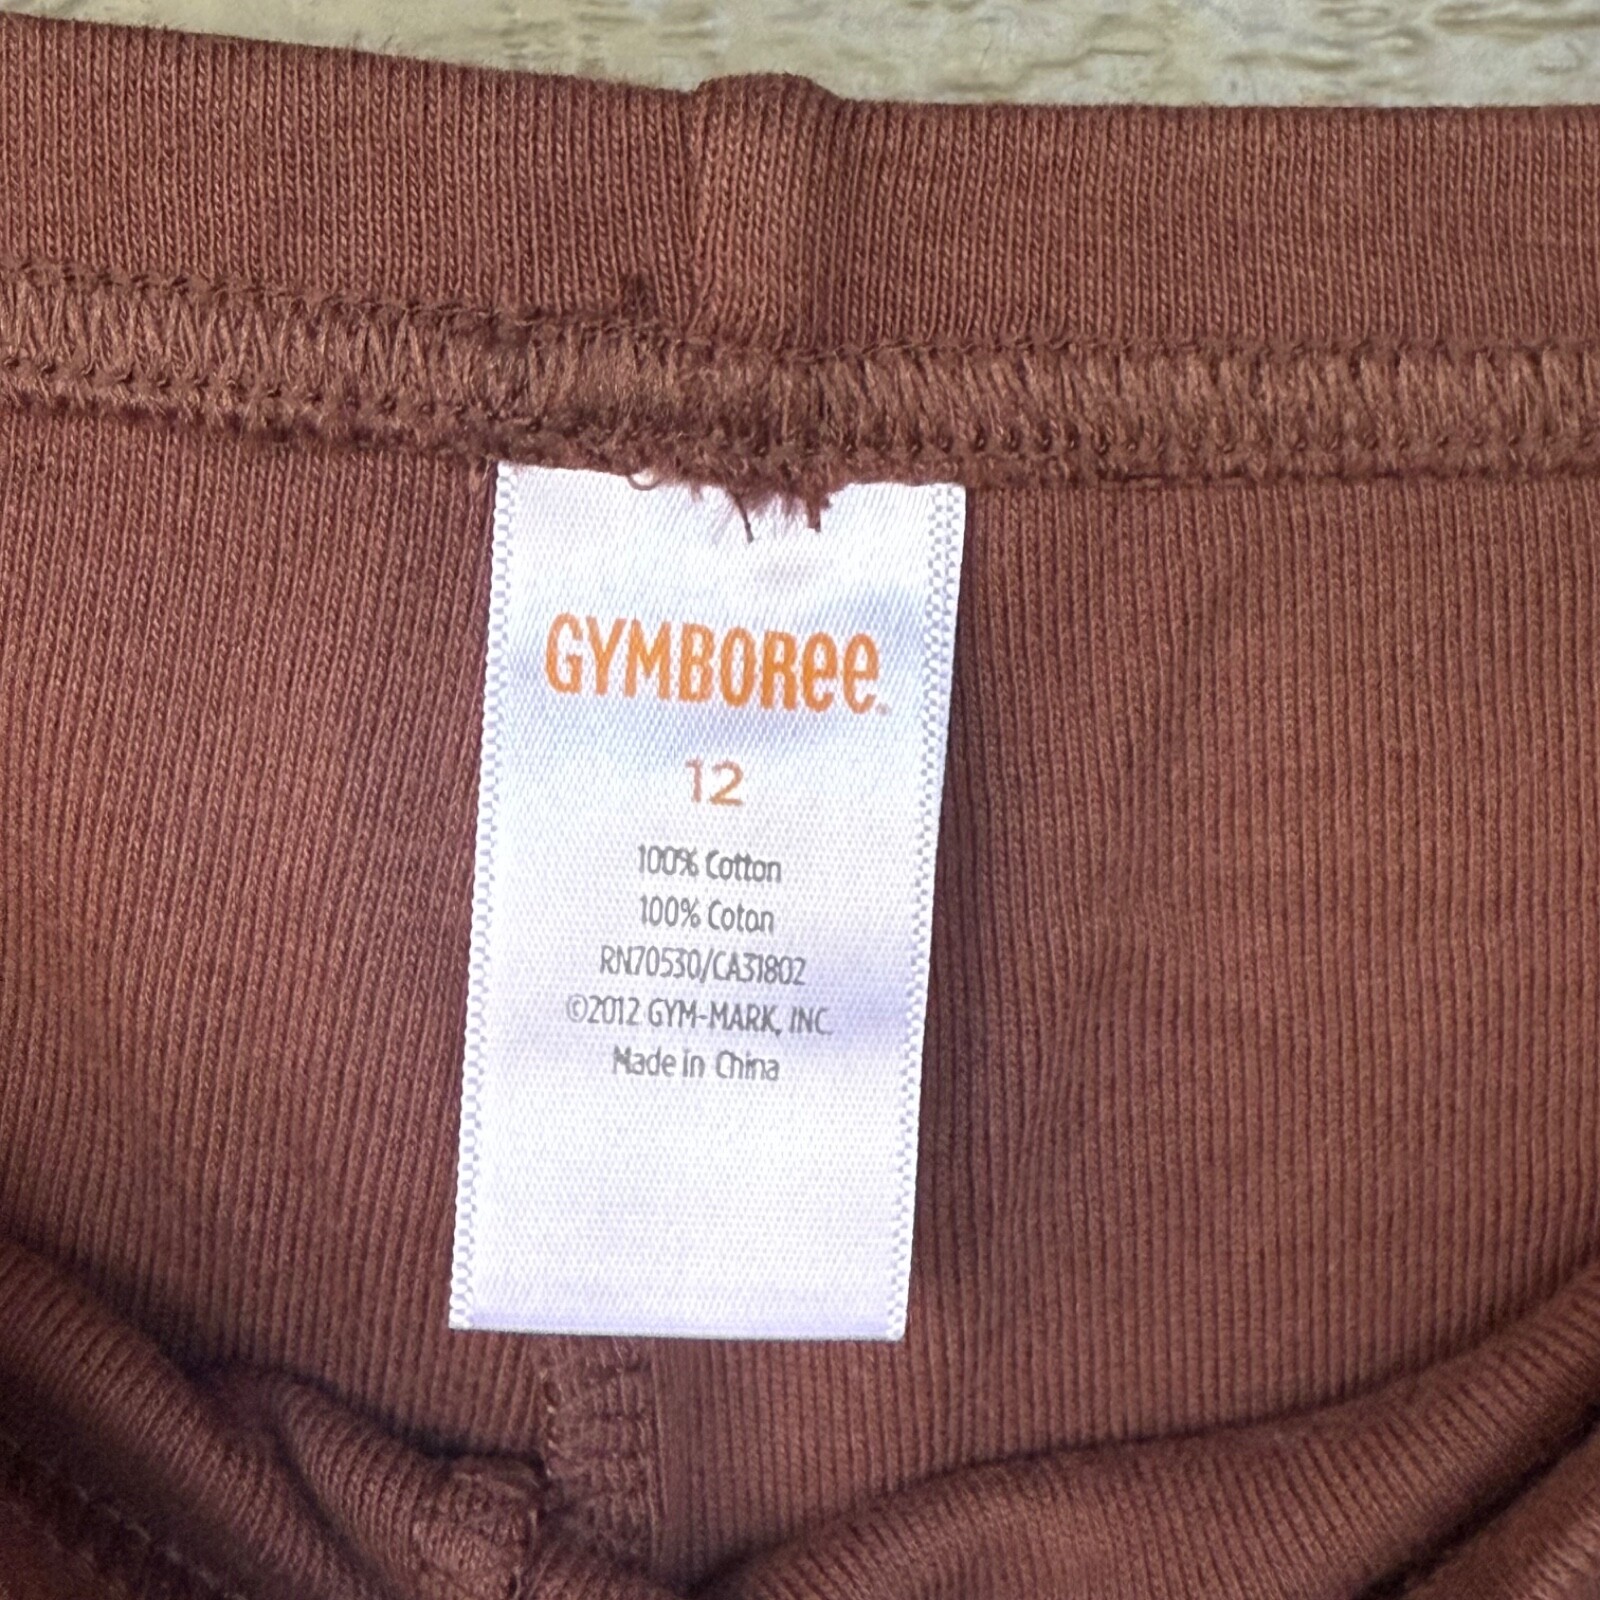 GYMBOREE
12
100% Cotton
100% Coton
RN70530/CA31802
©2012 GYM-MARK, INC.
Made in China